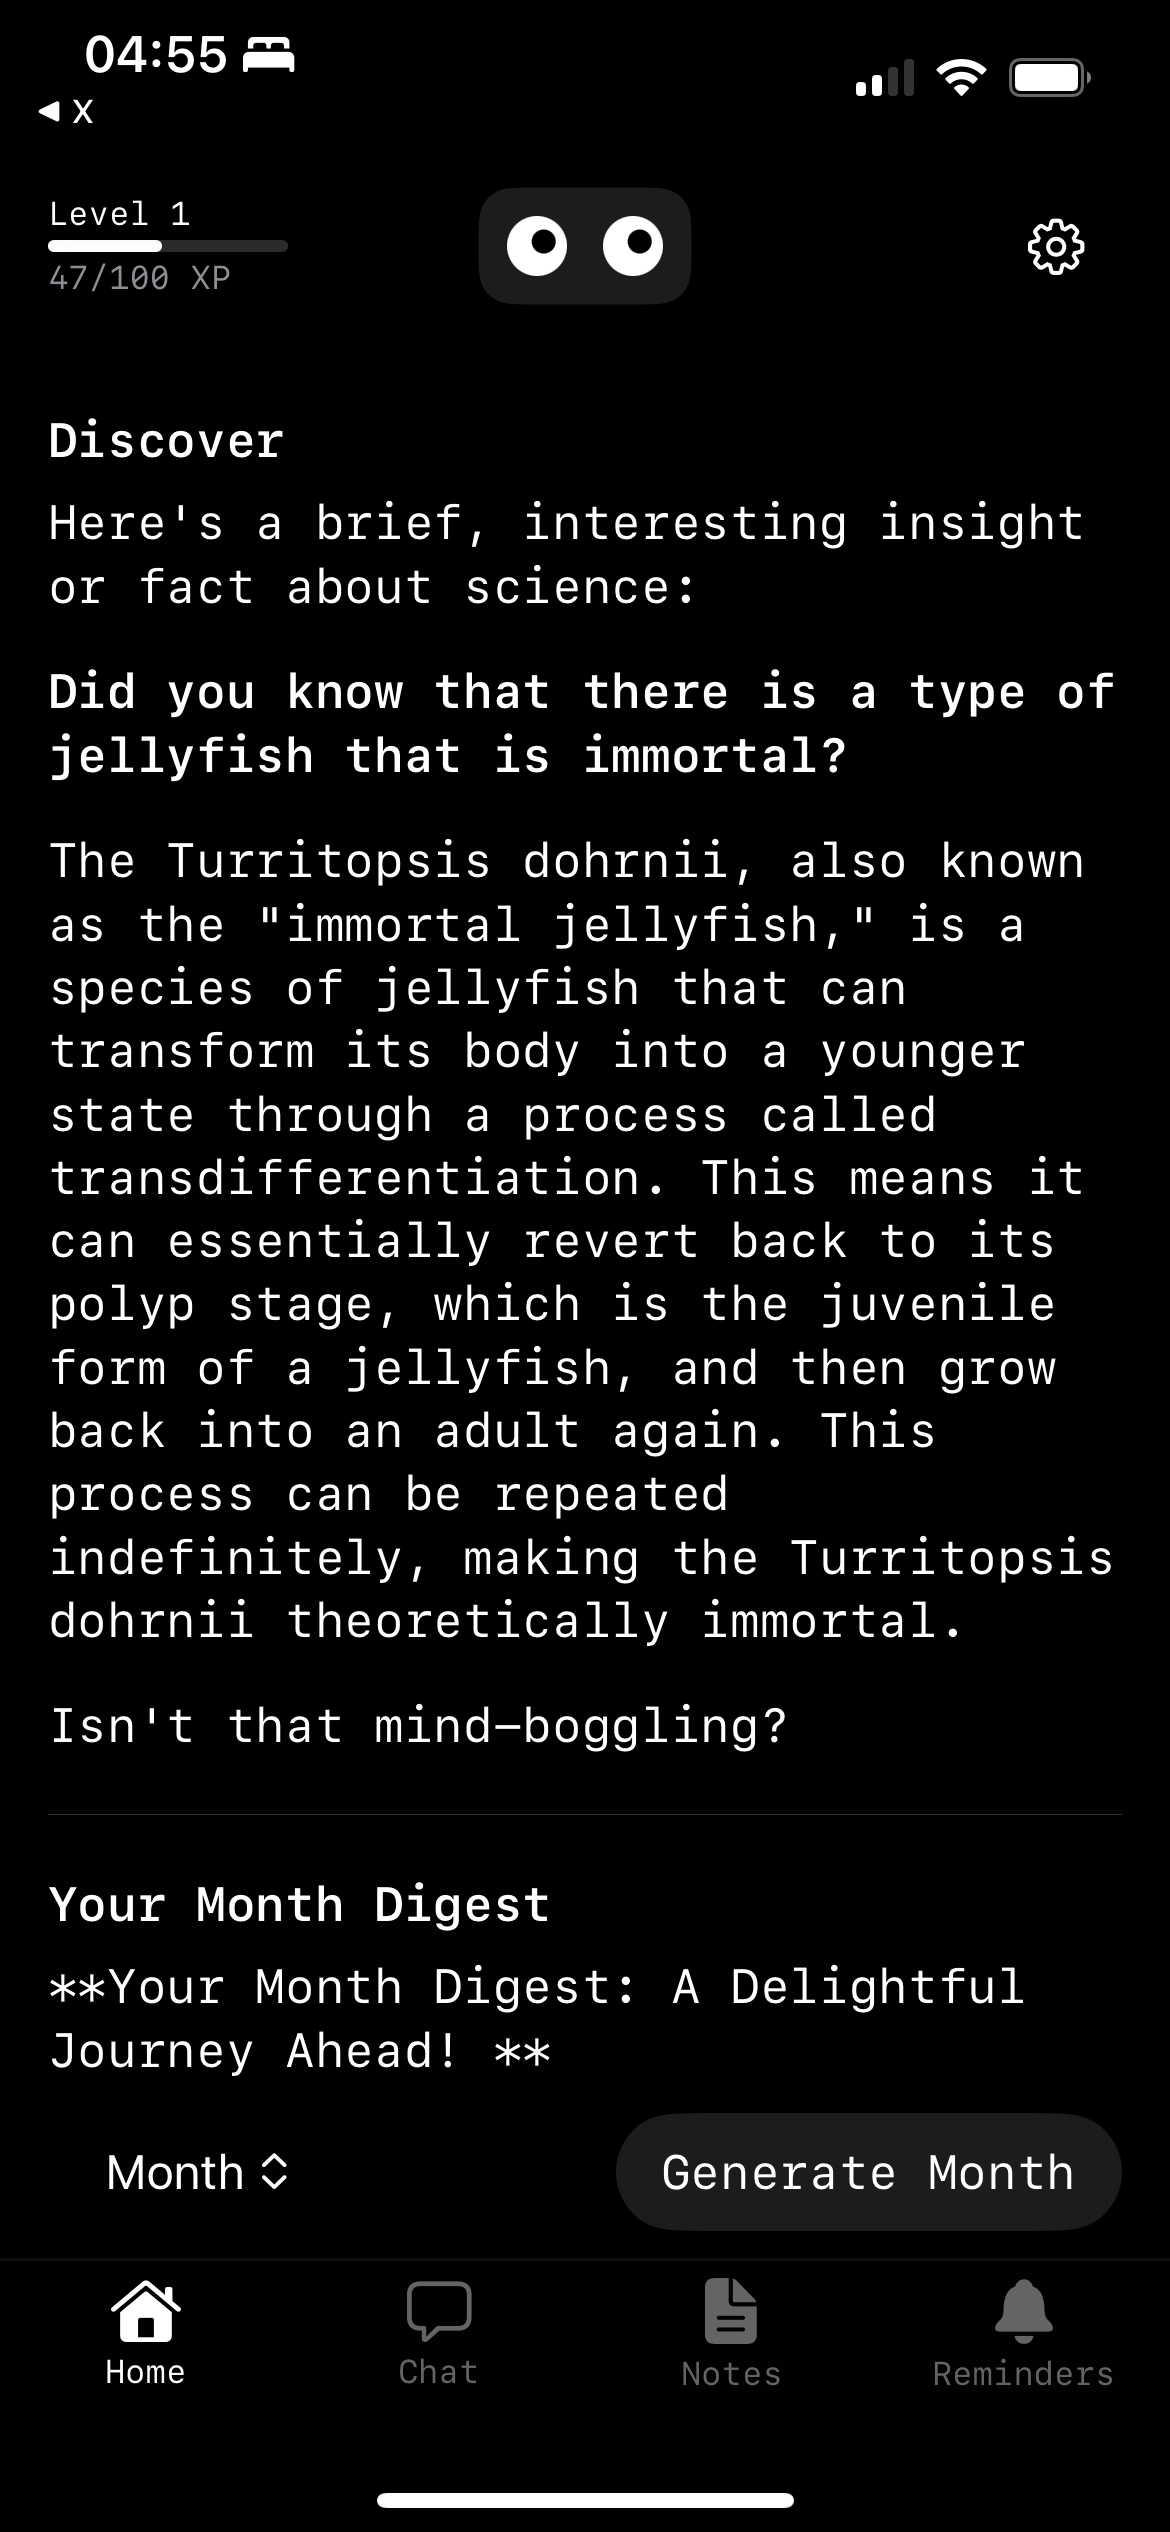 04:55
X
Level 1
47/100 XP
Discover
Here's a brief, interesting insight
or fact about science:
Did you know that there is a type of
jellyfish that is immortal?
The Turritopsis dohrnii, also known
as the "immortal jellyfish," is a
species of jellyfish that can
transform its body into a younger
state through a process called
transdifferentiation. This means it
can essentially revert back to its
polyp stage, which is the juvenile
form of a jellyfish, and then grow
back into an adult again. This
process can be repeated
indefinitely, making the Turritopsis
dohrnii theoretically immortal.
Isn't that mind-boggling?
Your Month Digest
**Your Month Digest: A Delightful
Journey Ahead! **
Month
Generate Month
Home
Chat
Notes
Reminders